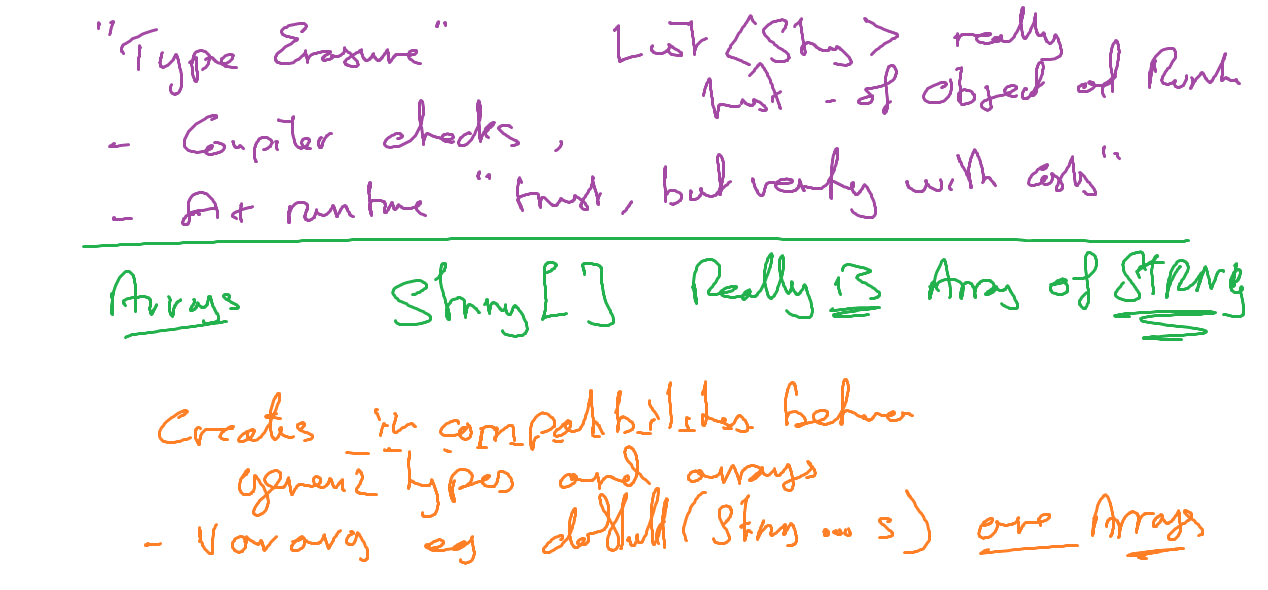 "Type Erasure"
List <String> really
just - of Object at Runtime
- Compiler checks,
- At runtime "trust, but verify with casts"
Arrays String [ ] Really is Array of STRING
Creates incompatibilities between
generic types and arrays
- Vararg eg doStuff (String ... s) are Arrays